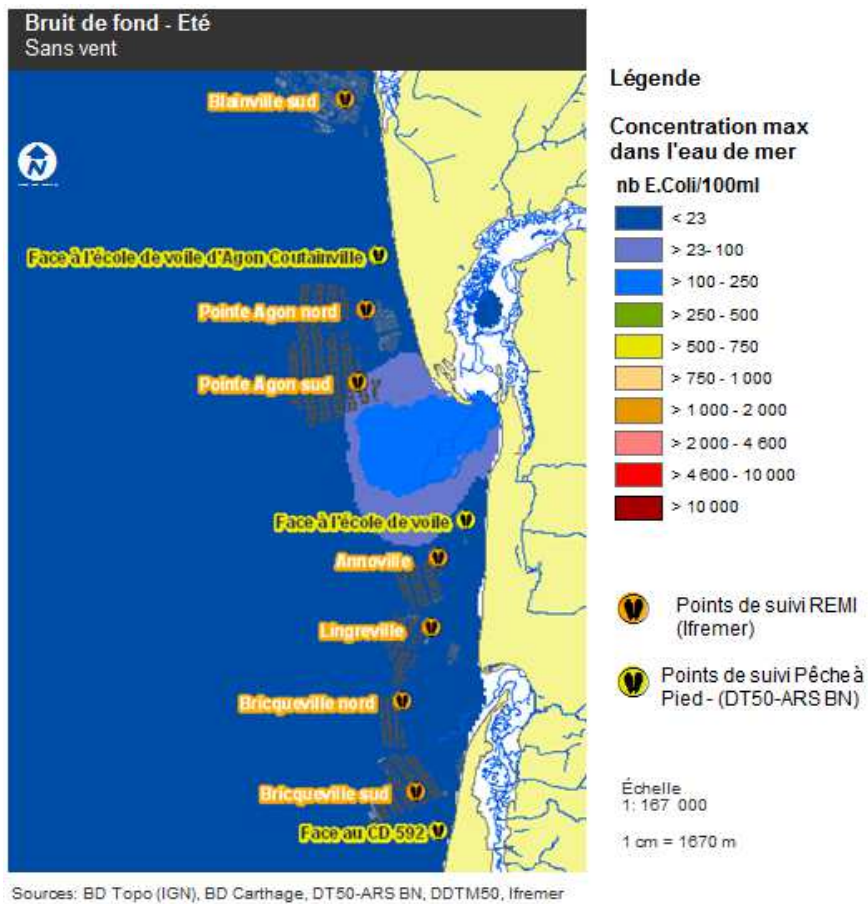 Bruit de fond - Eté
Sans vent
Blainville sud
N
Face à l'école de voile d'Agon Coutainville
Pointe Agon nord
Pointe Agon sud
Face à l'école de voile
Annoville
Lingreville
Bricqueville nord
Bricqueville sud
Face au CD 592
Légende
Concentration max
dans l'eau de mer
nb E.Coli/100ml
< 23
> 23- 100
> 100 - 250
> 250 - 500
> 500 - 750
> 750 - 1 000
> 1 000 - 2 000
> 2 000 - 4 600
> 4 600 - 10 000
> 10 000
Points de suivi REMI
(Ifremer)
Points de suivi Pêche à
Pied - (DT50-ARS BN)
Échelle
1: 167 000
1 cm = 1670 m
Sources: BD Topo (IGN), BD Carthage, DT50-ARS BN, DDTM50, Ifremer